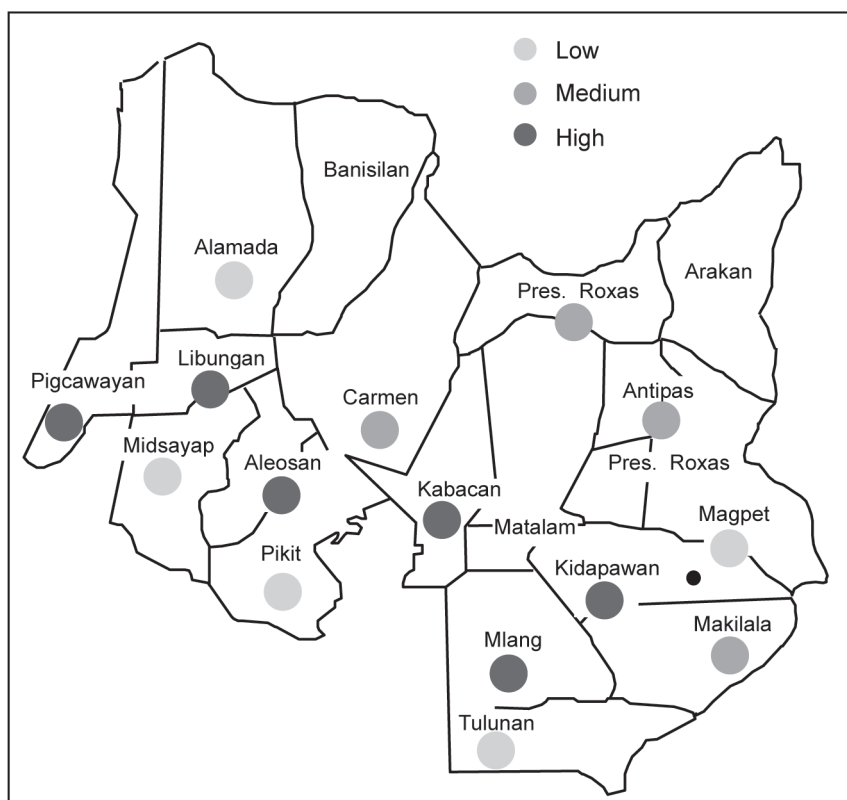 Low
Medium
High
Banisilan
Alamada
Arakan
Pres. Roxas
Libungan
Pigcawayan
Carmen
Antipas
Midsayap
Aleosan
Pres. Roxas
Kabacan
Magpet
Matalam
Pikit
Kidapawan
Makilala
Mlang
Tulunan